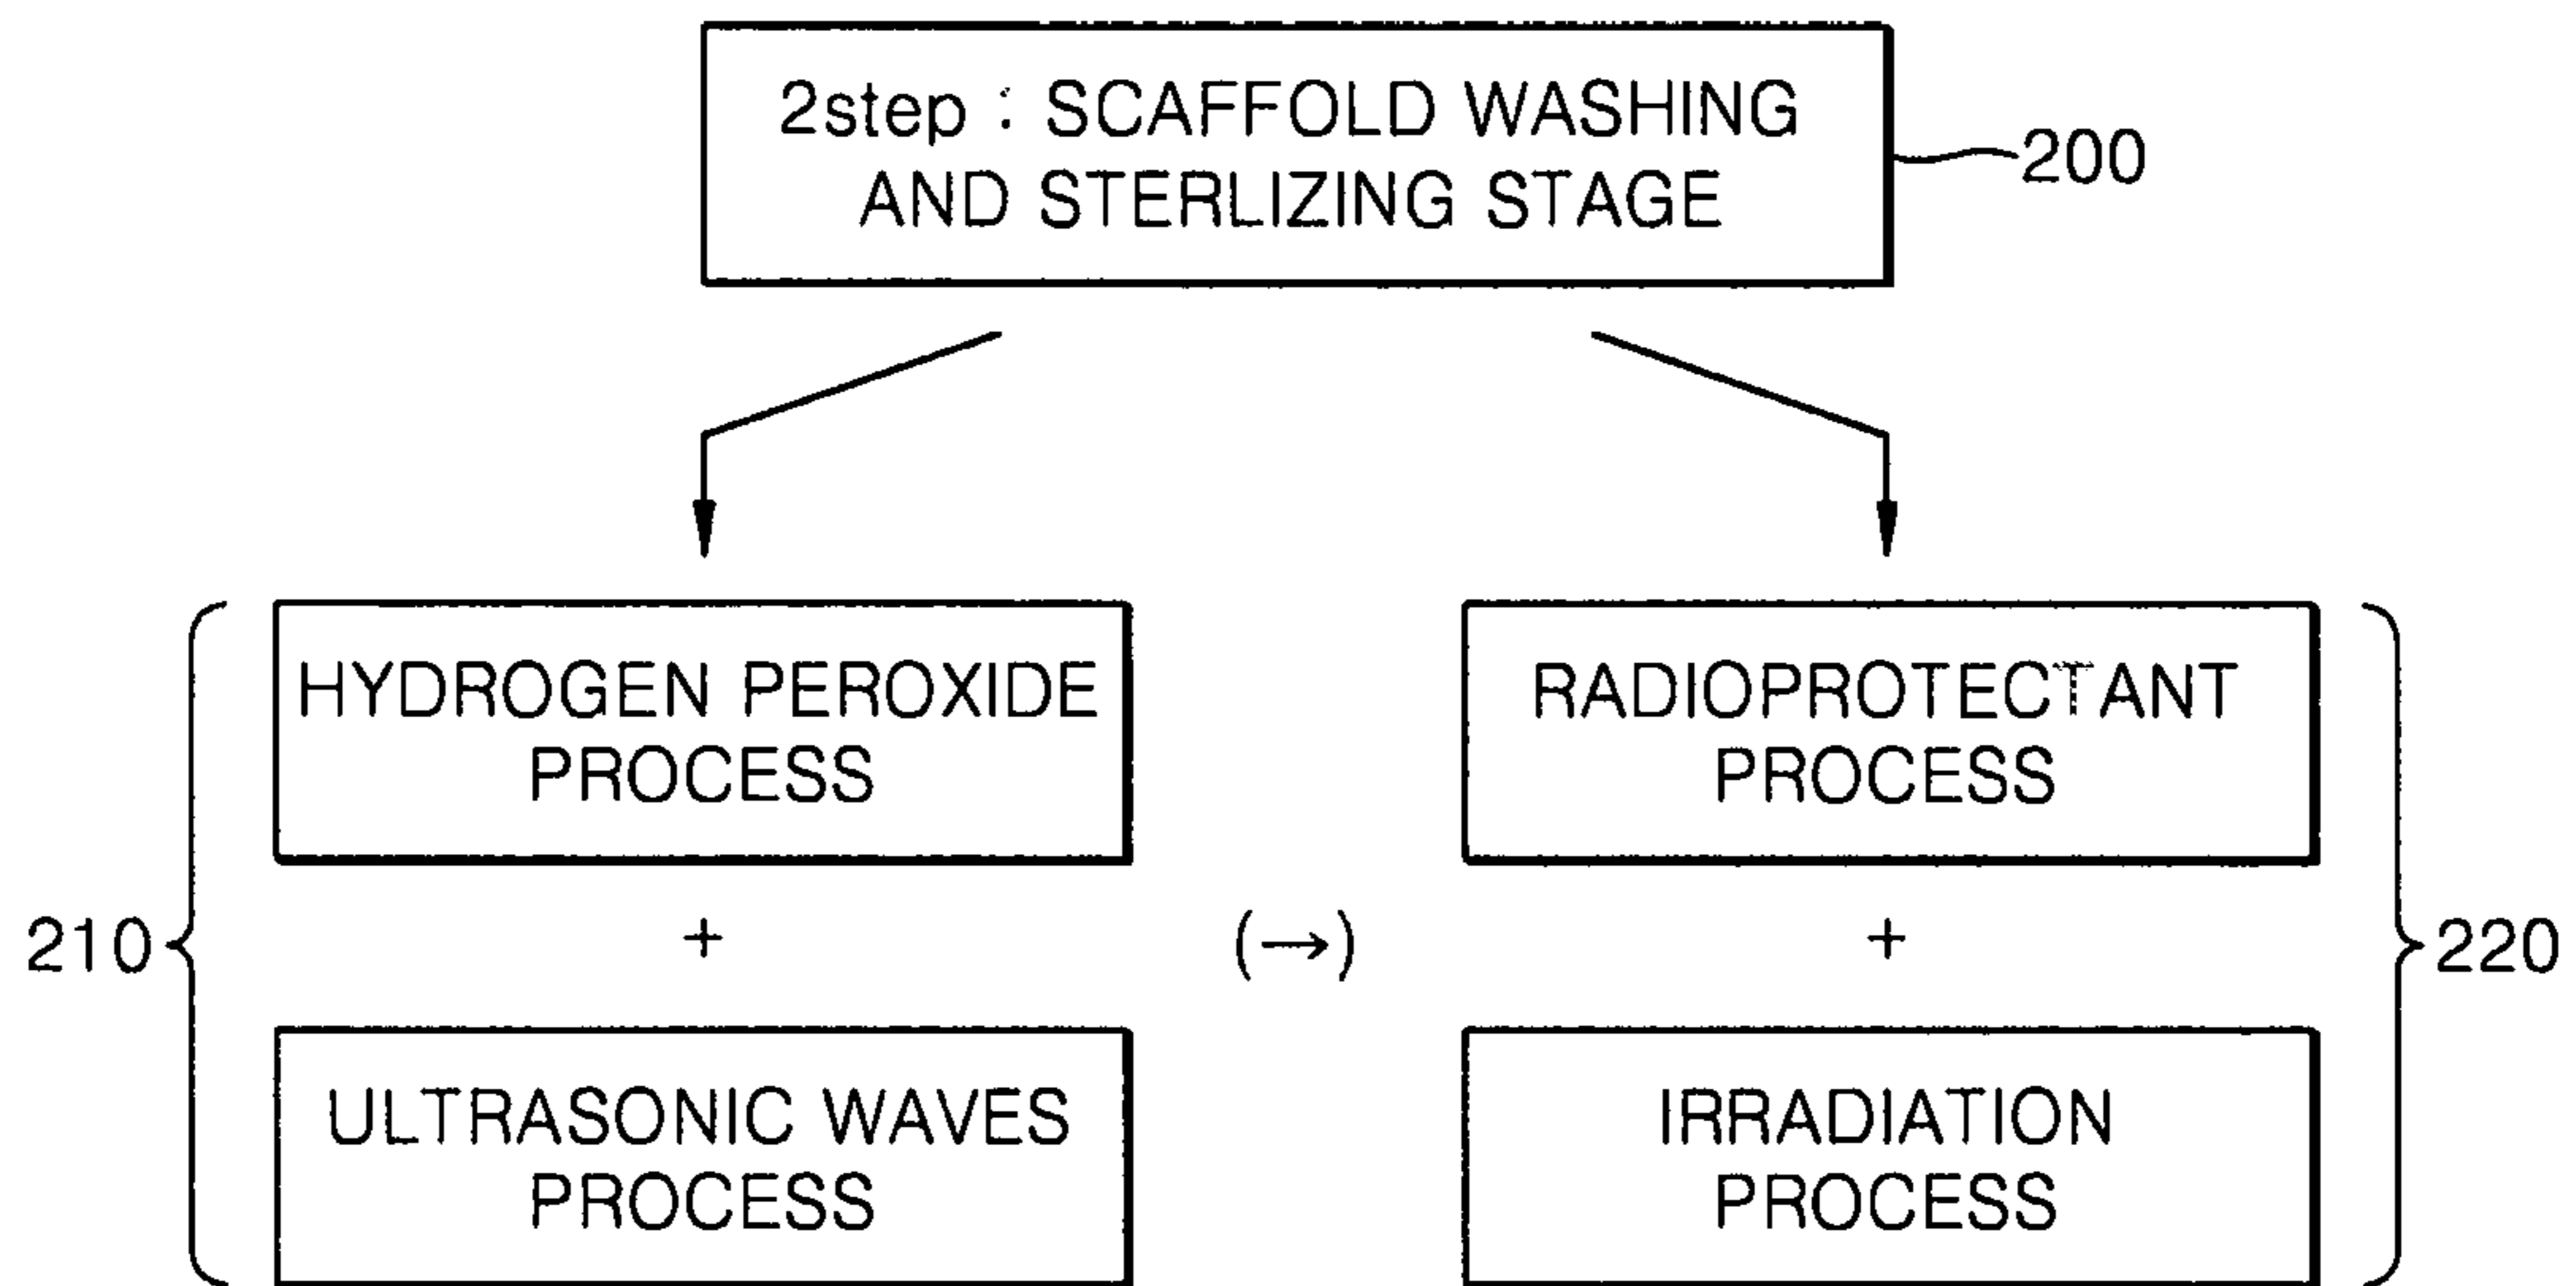 2step : SCAFFOLD WASHING
AND STERLIZING STAGE
200
HYDROGEN PEROXIDE
PROCESS
+
ULTRASONIC WAVES
PROCESS
210
(→)
RADIOPROTECTANT
PROCESS
+
IRRADIATION
PROCESS
220